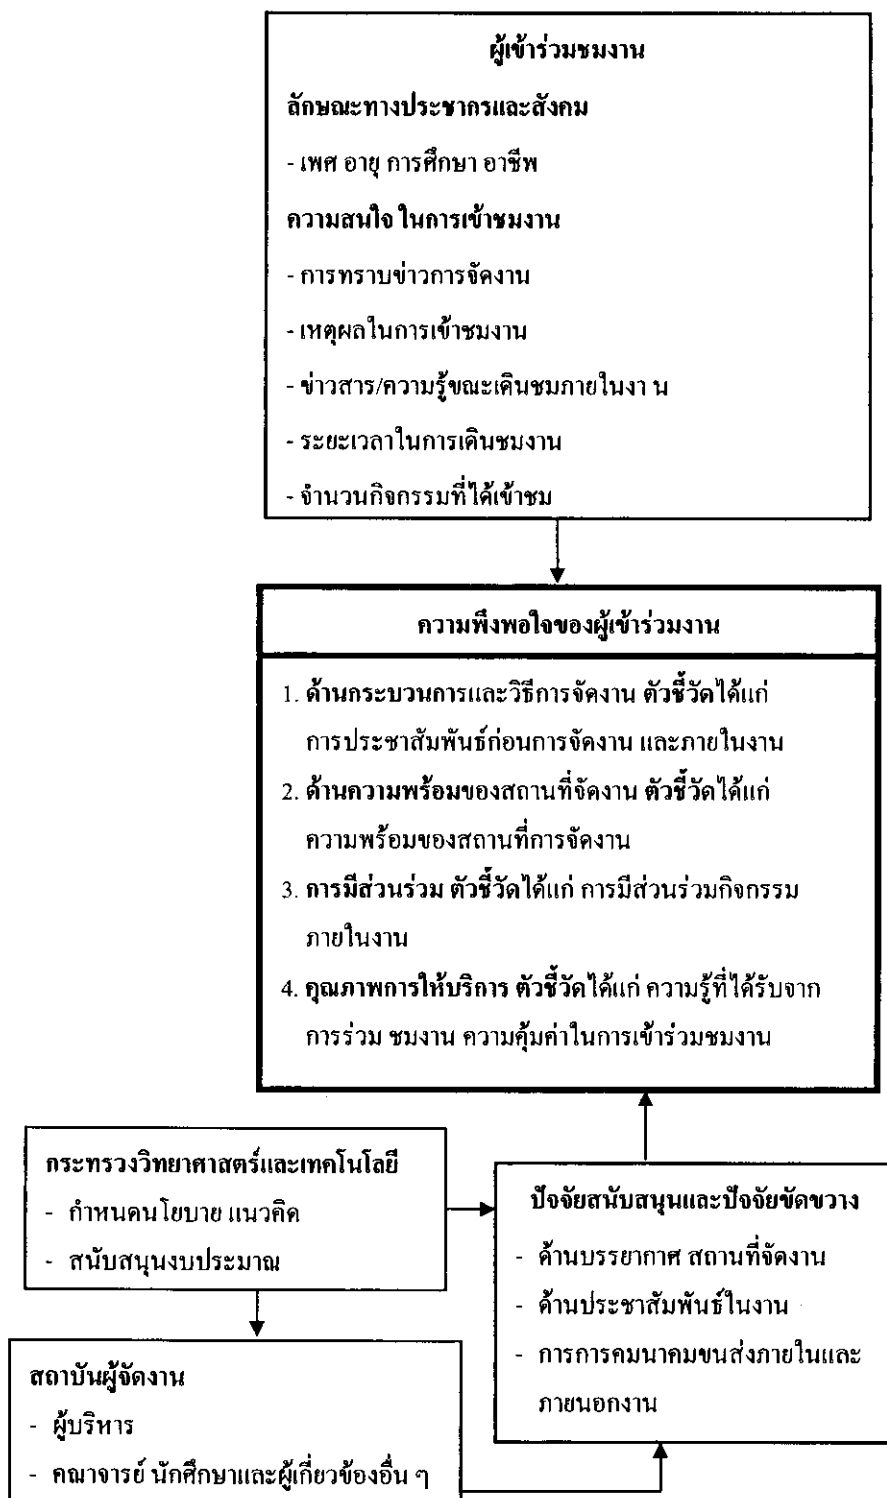 ผู้เข้าร่วมชมงาน
ลักษณะทางประชากรและสังคม
- เพศ อายุ การศึกษา อาชีพ
ความสนใจ ในการเข้าชมงาน
- การทราบข่าวการจัดงาน
- เหตุผลในการเข้าชมงาน
- ข่าวสาร/ความรู้ขณะเดินชมภายในงา น
- ระยะเวลาในการเดินชมงาน
- จำนวนกิจกรรมที่ได้เข้าชม
ความพึงพอใจของผู้เข้าร่วมงาน
1. ด้านกระบวนการและวิธีการจัดงาน ตัวชี้วัดได้แก่
การประชาสัมพันธ์ก่อนการจัดงาน และภายในงาน
2. ด้านความพร้อมของสถานที่จัดงาน ตัวชี้วัดได้แก่
ความพร้อมของสถานที่การจัดงาน
3. การมีส่วนร่วม ตัวชี้วัดได้แก่ การมีส่วนร่วมกิจกรรม
ภายในงาน
4. คุณภาพการให้บริการ ตัวชี้วัดได้แก่ ความรู้ที่ได้รับจาก
การร่วม ชมงาน ความคุ้มค่าในการเข้าร่วมชมงาน
กระทรวงวิทยาศาสตร์และเทคโนโลยี
- กำหนดนโยบาย แนวคิด
- สนับสนุนงบประมาณ
ปัจจัยสนับสนุนและปัจจัยขัดขวาง
- ด้านบรรยากาศ สถานที่จัดงาน
- ด้านประชาสัมพันธ์ในงาน
- การการคมนาคมขนส่งภายในและ
ภายนอกงาน
สถาบันผู้จัดงาน
- ผู้บริหาร
- คณาจารย์ นักศึกษาและผู้เกี่ยวข้องอื่น ๆ